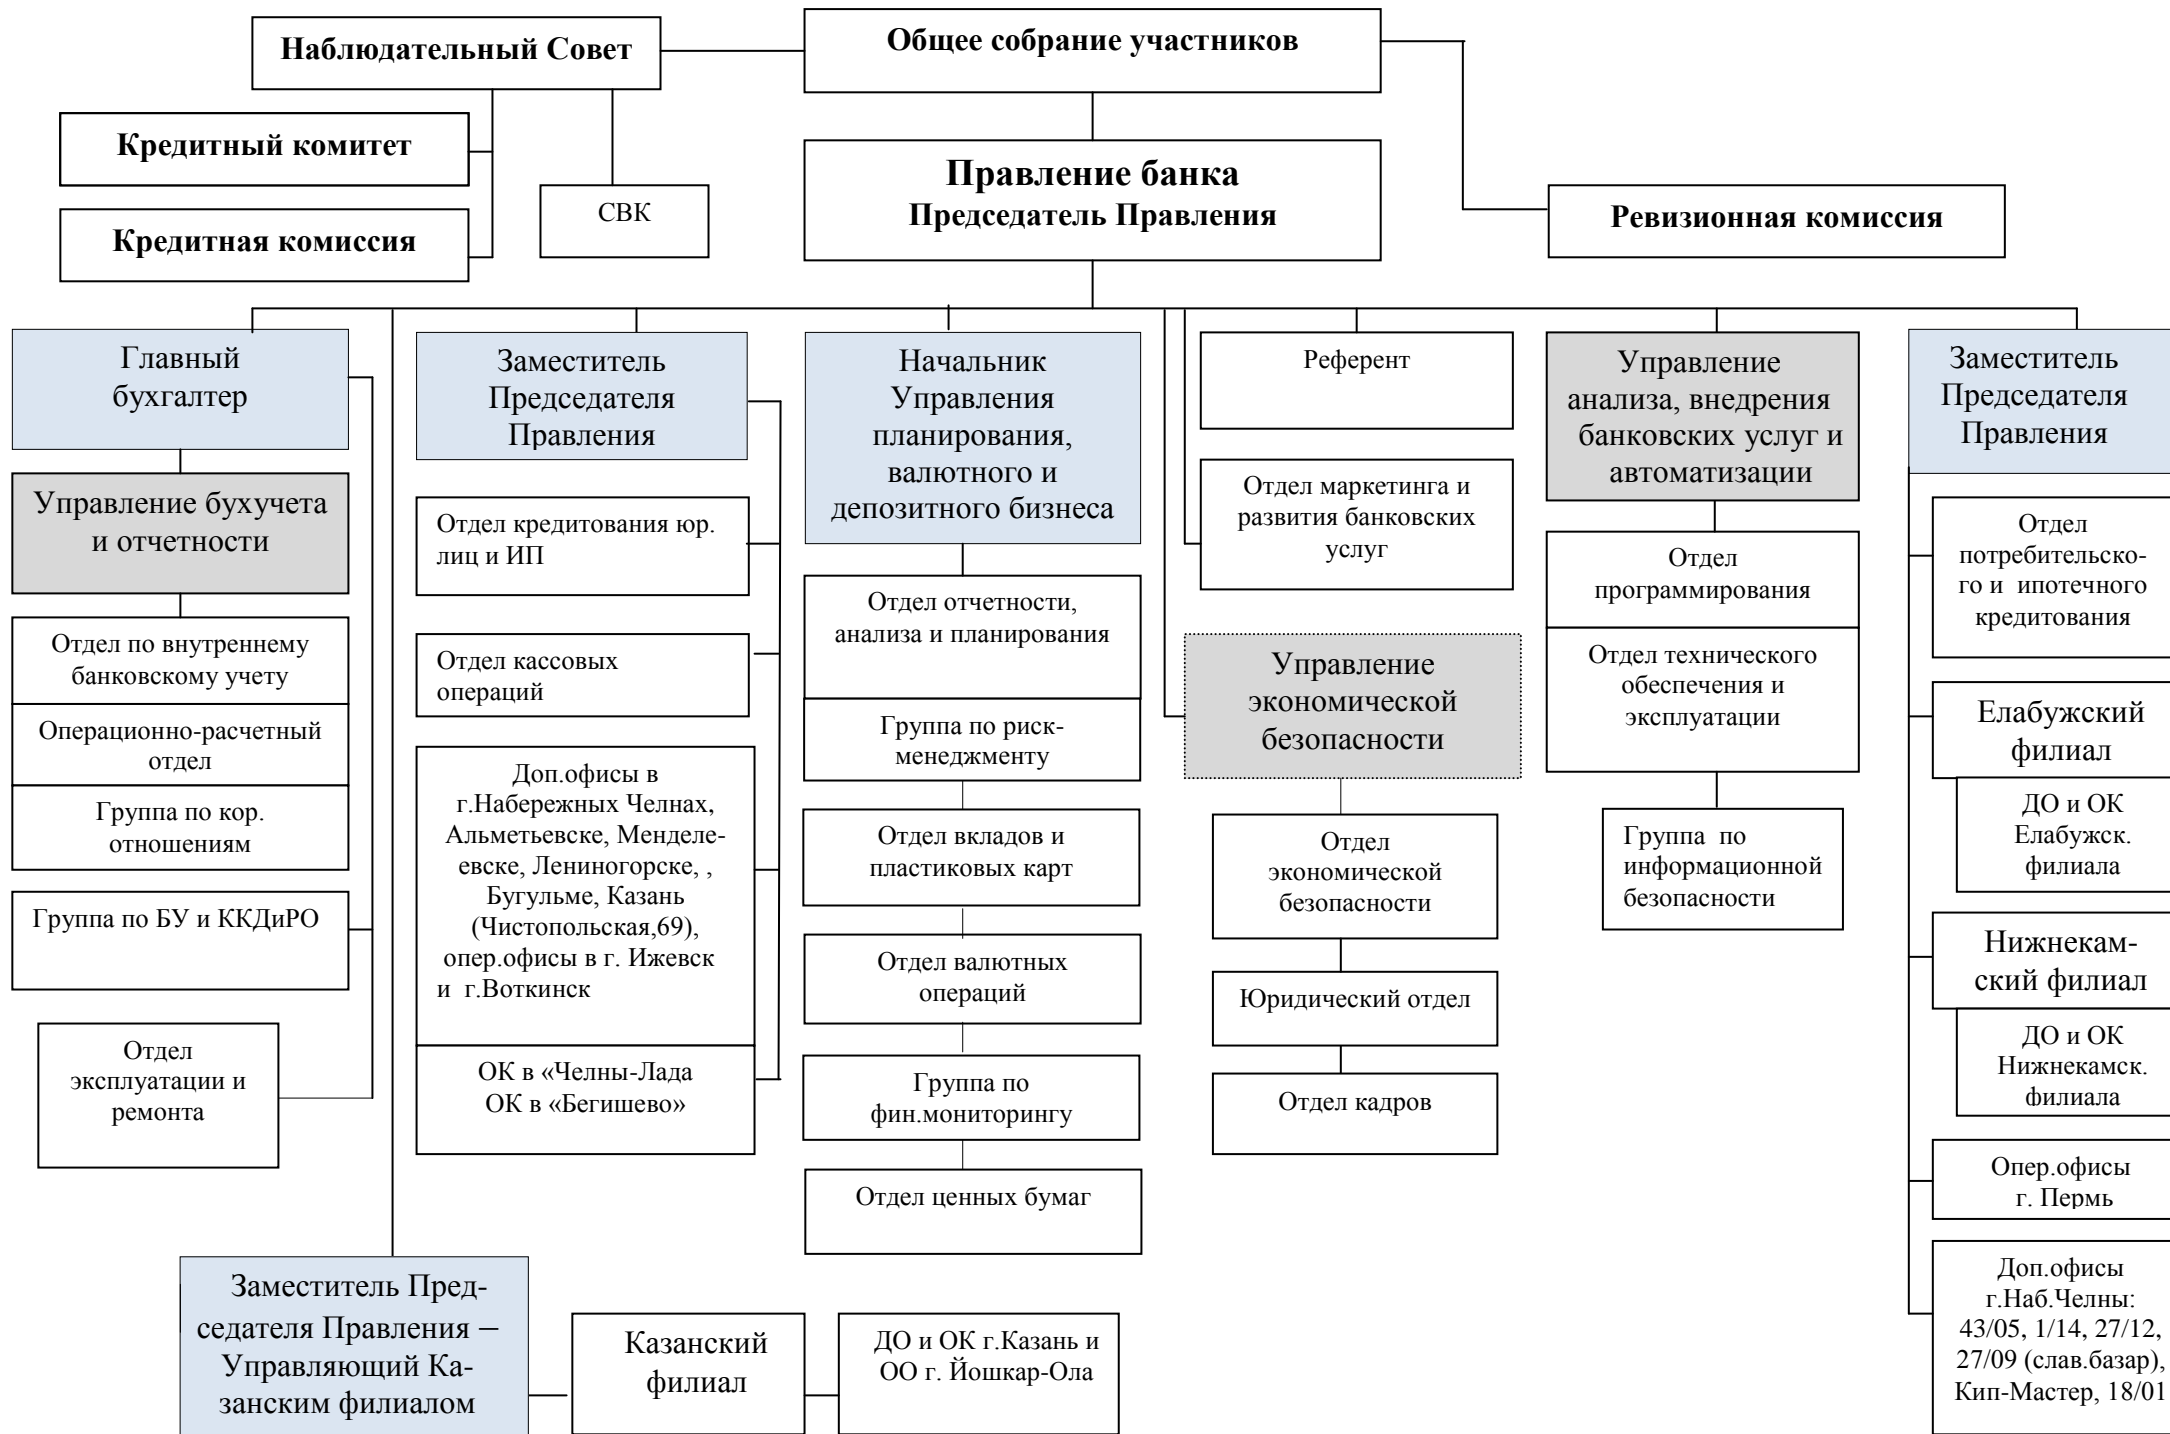 Наблюдательный Совет
Общее собрание участников
Кредитный комитет
Кредитная комиссия
СВК
Правление банка
Председатель Правления
Ревизионная комиссия
Главный
бухгалтер
Управление бухучета
и отчетности
Отдел по внутреннему
банковскому учету
Операционно-расчетный
отдел
Группа по кор.
отношениям
Группа по БУ и ККДиРО
Отдел
эксплуатации и
ремонта
Заместитель
Председателя
Правления
Отдел кредитования юр.
лиц и ИП
Отдел кассовых
операций
Доп.офисы в
г.Набережных Челнах,
Альметьевске, Менделе-
евске, Лениногорске, ,
Бугульме, Казань
(Чистопольская,69),
опер.офисы в г. Ижевск
и г.Воткинск
ОК в «Челны-Лада
ОК в «Бегишево»
Начальник
Управления
планирования,
валютного и
депозитного бизнеса
Отдел отчетности,
анализа и планирования
Группа по риск-
менеджменту
Отдел вкладов и
пластиковых карт
Отдел валютных
операций
Группа по
фин.мониторингу
Отдел ценных бумаг
Референт
Отдел маркетинга и
развития банковских
услуг
Управление
экономической
безопасности
Отдел
экономической
безопасности
Юридический отдел
Отдел кадров
Управление
анализа, внедрения
банковских услуг и
автоматизации
Отдел
программирования
Отдел технического
обеспечения и
эксплуатации
Группа по
информационной
безопасности
Заместитель
Председателя
Правления
Отдел
потребительско-
го и ипотечного
кредитования
Елабужский
филиал
ДО и ОК
Елабужск.
филиала
Нижнекам-
ский филиал
ДО и ОК
Нижнекамск.
филиала
Опер.офисы
г. Пермь
Доп.офисы
г.Наб.Челны:
43/05, 1/14, 27/12,
27/09 (слав.базар),
Кип-Мастер, 18/01
Заместитель Пред-
седателя Правления –
Управляющий Ка-
занским филиалом
Казанский
филиал
ДО и ОК г.Казань и
ОО г. Йошкар-Ола